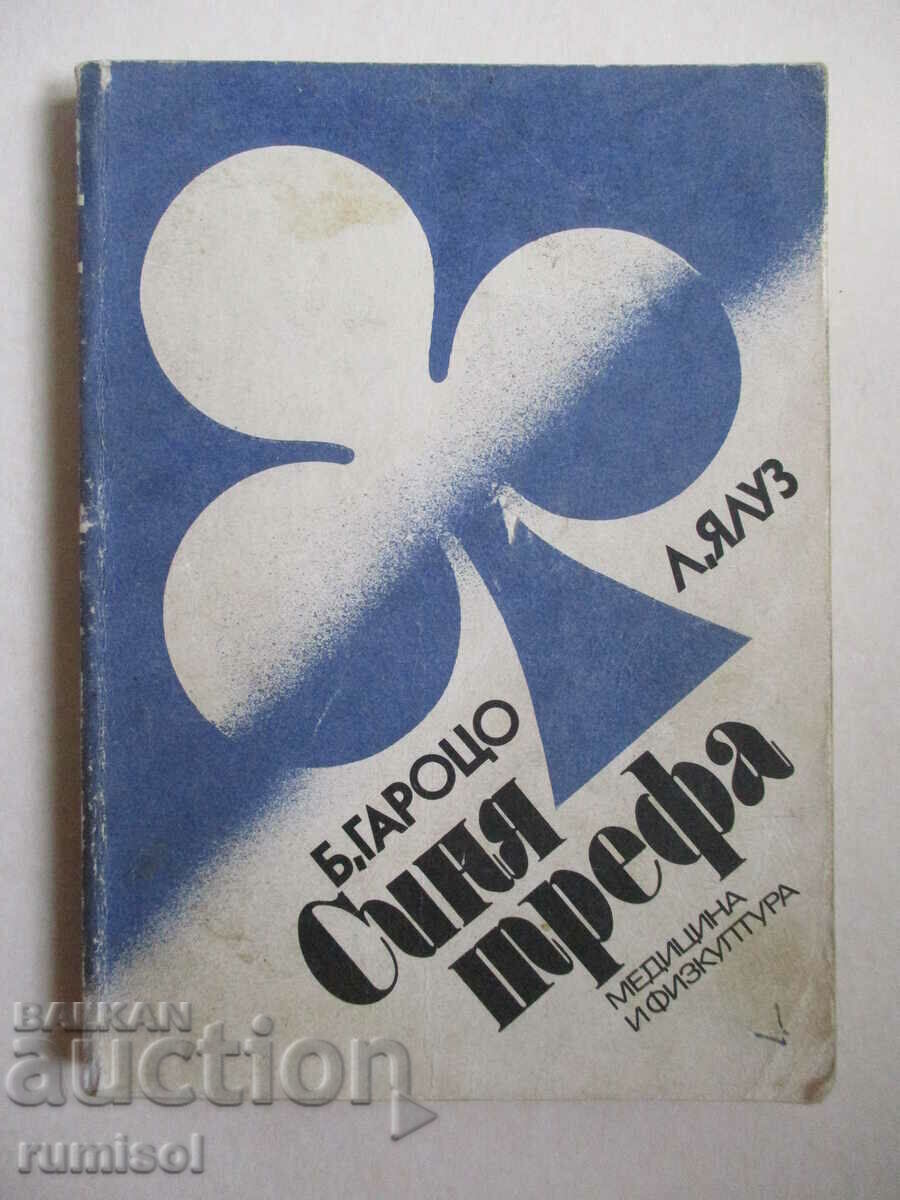 Л. ЯЛУЗ
Б. ГАРОЦО
Синя
трефа
МЕДИЦИНА
И ФИЗКУЛТУРА
BALKAN
auction
rumisol